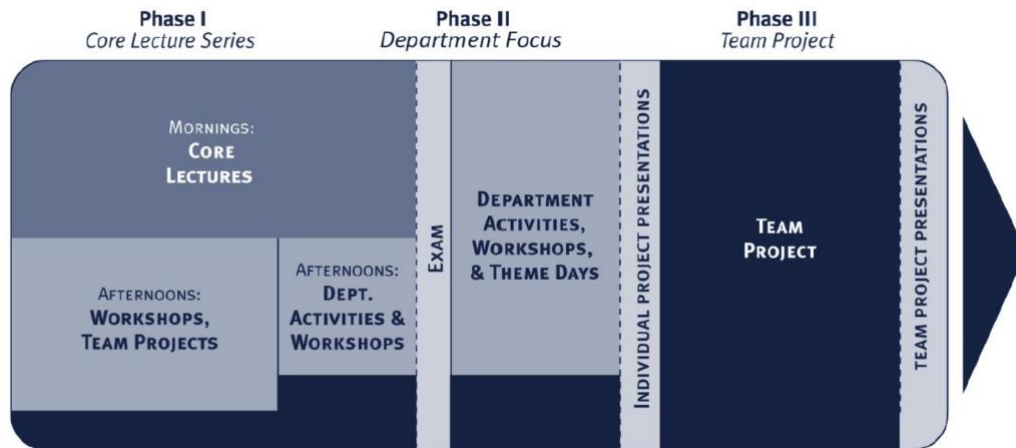 Phase I
Core Lecture Series
Phase II
Department Focus
Phase III
Team Project
MORNINGS:
CORE
LECTURES
AFTERNOONS:
WORKSHOPS,
TEAM PROJECTS
AFTERNOONS:
DEPT.
ACTIVITIES &
WORKSHOPS
EXAM
DEPARTMENT
ACTIVITIES,
WORKSHOPS,
& THEME DAYS
INDIVIDUAL PROJECT PRESENTATIONS
TEAM
PROJECT
TEAM PROJECT PRESENTATIONS